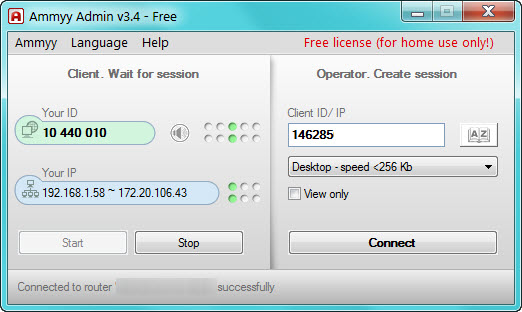 Ammyy Admin v3.4 - Free
Ammyy Language Help
Free license (for home use only!)
Client. Wait for session
Your ID
10 440 010
Your IP
192.168.1.58 ~ 172.20.106.43
Start
Stop
Operator. Create session
Client ID/ IP
146285
AZ
Desktop - speed <256 Kb
View only
Connect
Connected to router ' successfully